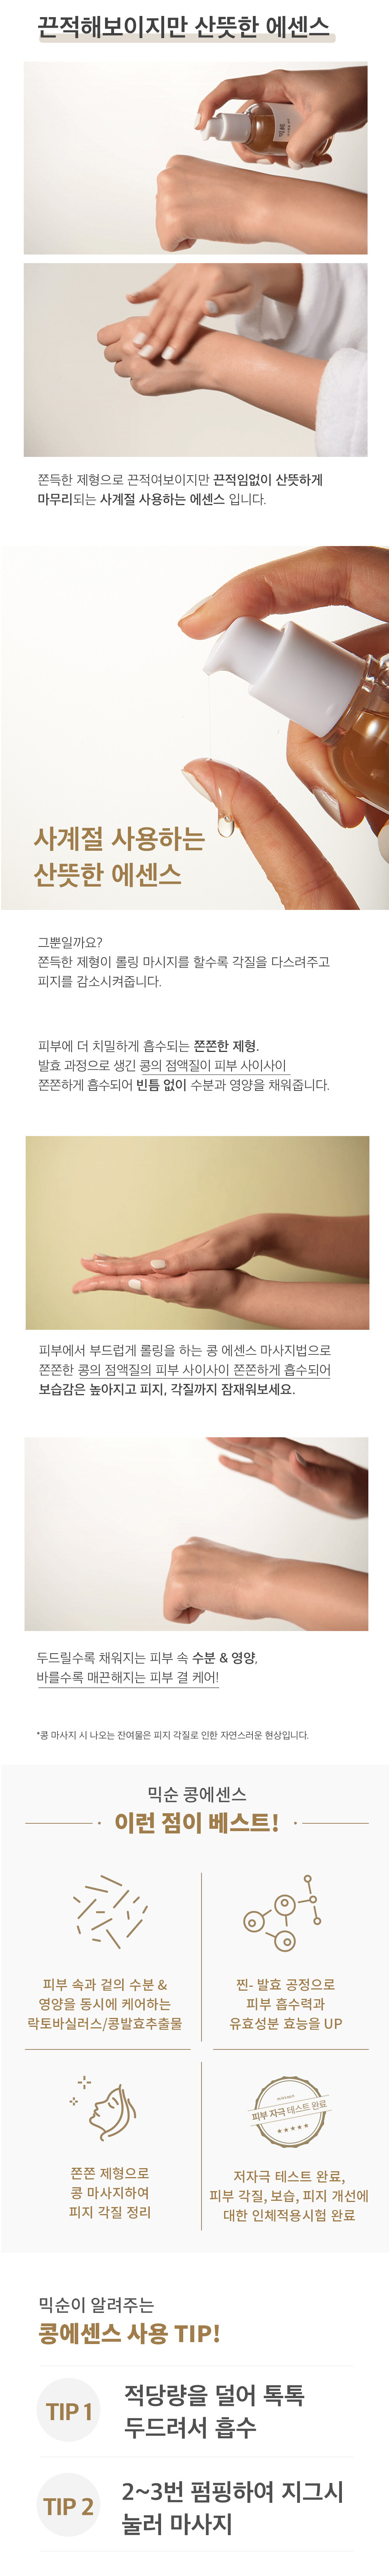 끈적해보이지만 산뜻한 에센스
믹순
쫀득한 제형으로 끈적여보이지만 끈적임없이 산뜻하게
마무리되는 사계절 사용하는 에센스 입니다.
사계절 사용하는
산뜻한 에센스
그뿐일까요?
쫀득한 제형이 롤링 마시지를 할수록 각질을 다스려주고
피지를 감소시켜줍니다.
피부에 더 치밀하게 흡수되는 쫀쫀한 제형.
발효 과정으로 생긴 콩의 점액질이 피부 사이사이
쫀쫀하게 흡수되어 빈틈 없이 수분과 영양을 채워줍니다.
피부에서 부드럽게 롤링을 하는 콩 에센스 마사지법으로
쫀쫀한 콩의 점액질의 피부 사이사이 쫀쫀하게 흡수되어
보습감은 높아지고 피지, 각질까지 잠재워보세요.
두드릴수록 채워지는 피부 속 수분 & 영양,
바를수록 매끈해지는 피부 결 케어!
*콩 마사지 시 나오는 잔여물은 피지 각질로 인한 자연스러운 현상입니다.
믹순 콩에센스
이런 점이 베스트!
피부 속과 겉의 수분 &
영양을 동시에 케어하는
락토바실러스/콩발효추출물
찐- 발효 공정으로
피부 흡수력과
유효성분 효능을 UP
쫀쫀 제형으로
콩 마사지하여
피지 각질 정리
피부 자극 테스트 완료
저자극 테스트 완료,
피부 각질, 보습, 피지 개선에
대한 인체적용시험 완료
믹순이 알려주는
콩에센스 사용 TIP!
TIP 1
적당량을 덜어 톡톡
두드려서 흡수
TIP 2
2~3번 펌핑하여 지그시
눌러 마사지